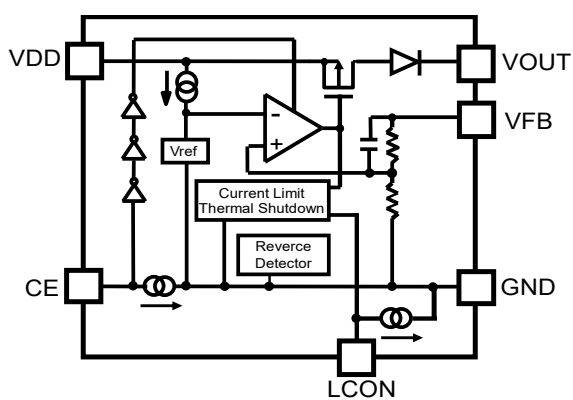 VDD
VOUT
VFB
−
+
Vref
Current Limit
Thermal Shutdown
Reverce
Detector
CE
GND
LCON